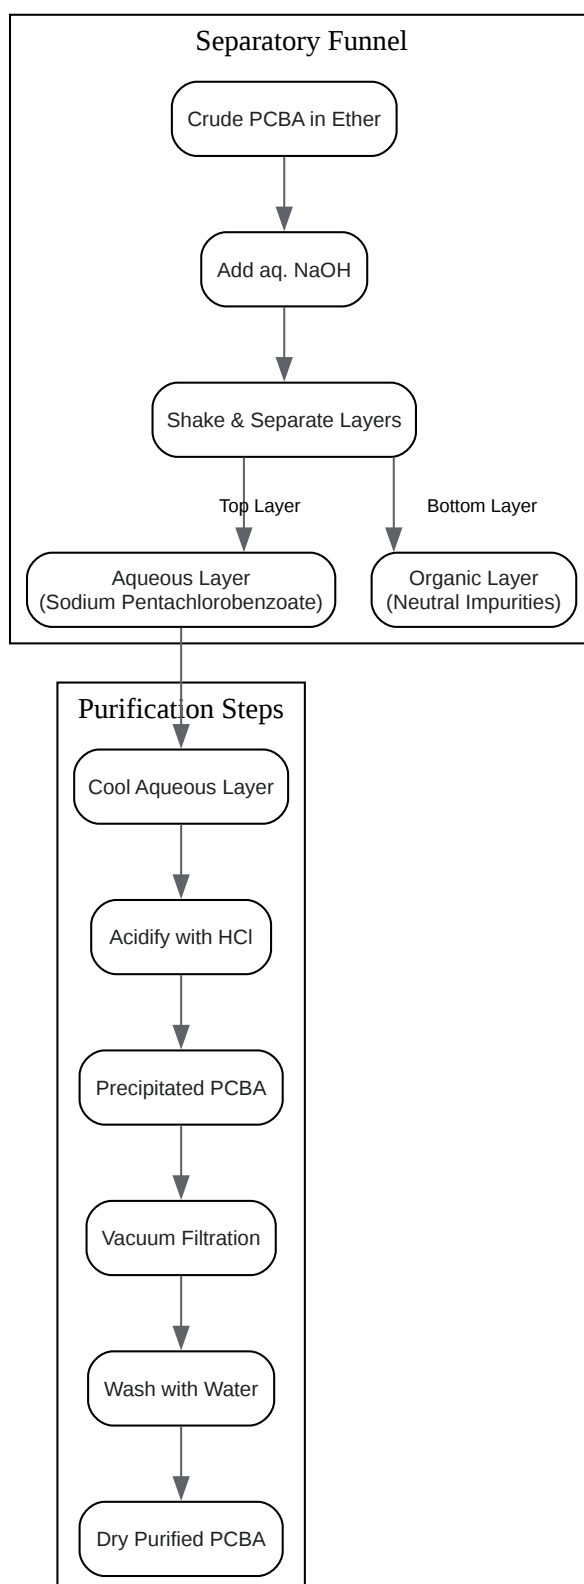 Separatory Funnel
Crude PCBA in Ether
Add aq. NaOH
Shake & Separate Layers
Top Layer
Bottom Layer
Aqueous Layer
(Sodium Pentachlorobenzoate)
Organic Layer
(Neutral Impurities)
Purification Steps
Cool Aqueous Layer
Acidify with HCl
Precipitated PCBA
Vacuum Filtration
Wash with Water
Dry Purified PCBA